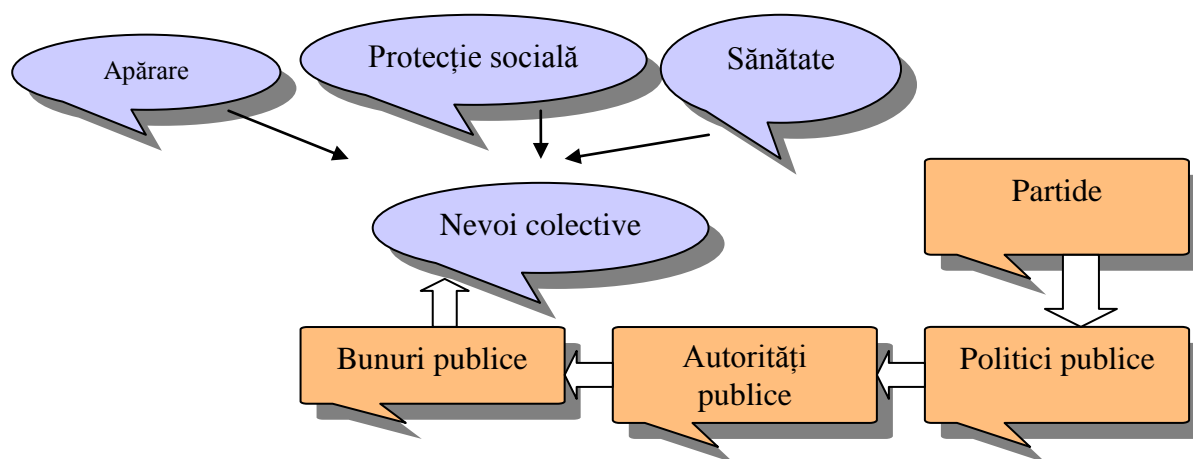 Apărare
Protecție socială
Sănătate
Partide
Nevoi colective
Bunuri publice
Autorități
publice
Politici publice